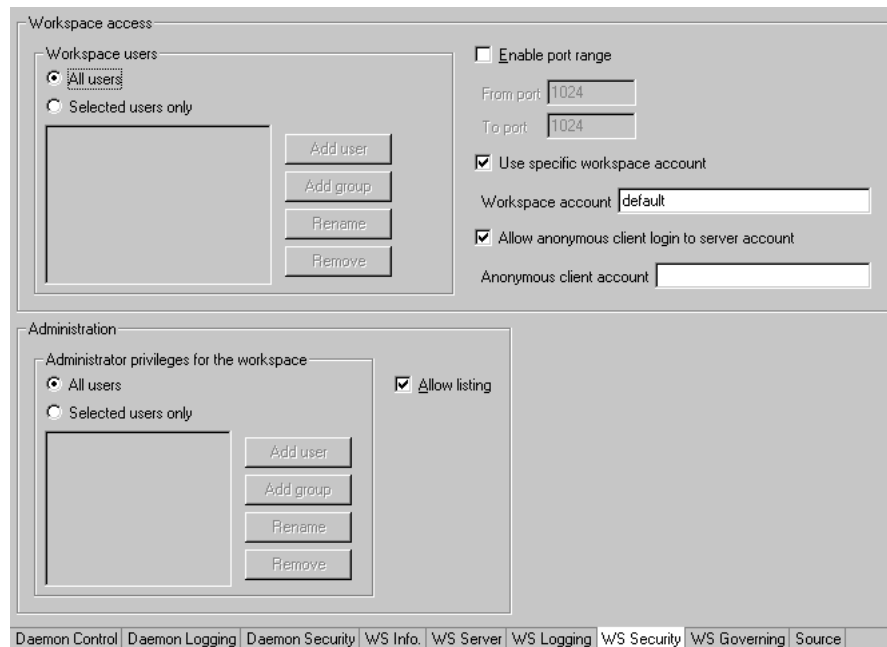 Workspace access
Workspace users
All users
Selected users only
Add user
Add group
Rename
Remove
Enable port range
From port 1024
To port 1024
Use specific workspace account
Workspace account default
Allow anonymous client login to server account
Anonymous client account
Administration
Administrator privileges for the workspace
All users
Selected users only
Add user
Add group
Rename
Remove
Allow listing
Daemon Control Daemon Logging Daemon Security WS Info. WS Server WS Logging WS Security WS Governing Source